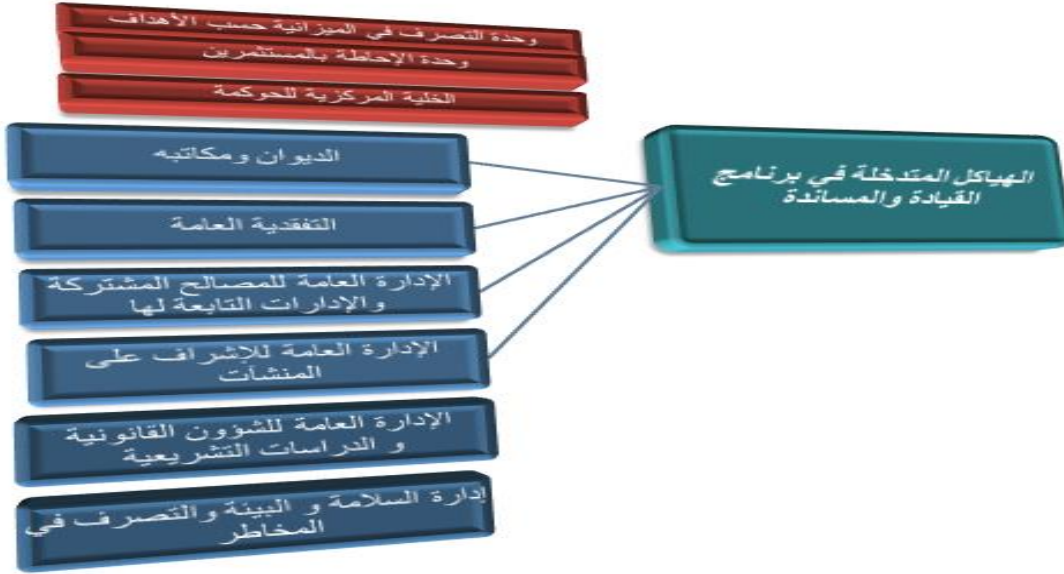 وحدة التصرف في الميزانية حسب الأهداف
وحدة الإحاطة بالمستثمرين
الخلية المركزية للحوكمة
الهياكل المتدخلة في برنامج
القيادة والمساندة
الديوان ومكاتبه
التفقدية العامة
الإدارة العامة للمصالح المشتركة
والإدارات التابعة لها
الإدارة العامة للإشراف على
المنشآت
الإدارة العامة للشؤون القانونية
و الدراسات التشريعية
إدارة السلامة و البيئة والتصرف في
المخاطر